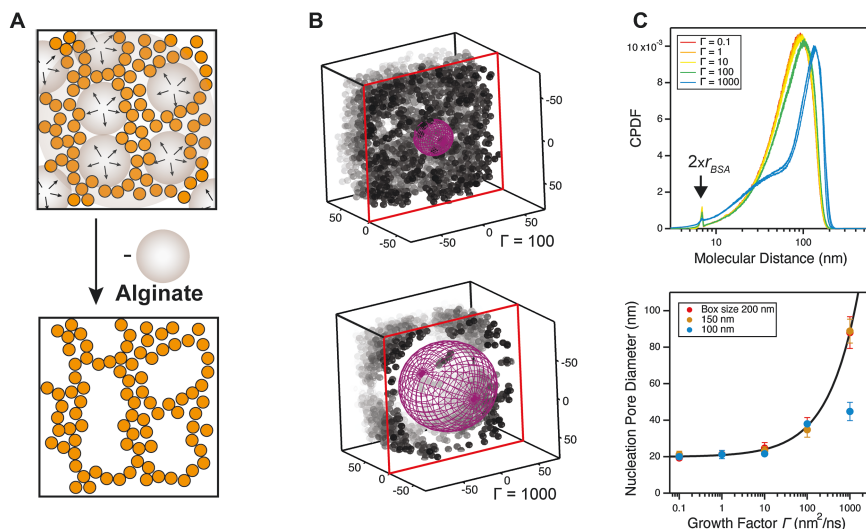 A
-
Alginate
B
-50
0
50
50
0
-50
-50
0
50
Γ = 100
-50
0
50
50
0
-50
-50
0
50
Γ = 1000
C
10 x10⁻³
8
6
4
2
0
CPDF
Γ = 0.1
Γ = 1
Γ = 10
Γ = 100
Γ = 1000
2xr_BSA
10
100
Molecular Distance (nm)
100
80
60
40
20
0
Nucleation Pore Diameter (nm)
Box size 200 nm
150 nm
100 nm
0.1
1
10
100
1000
Growth Factor Γ (nm²/ns)